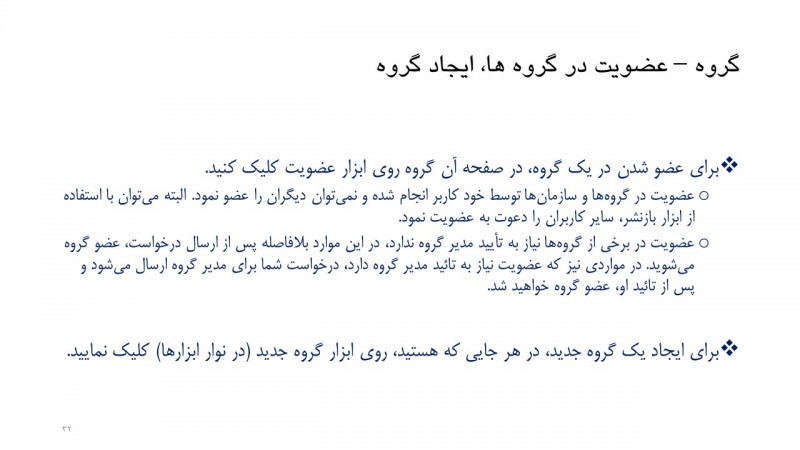 گروه – عضویت در گروه ها، ایجاد گروه
❖برای عضو شدن در یک گروه، در صفحه آن گروه روی ابزار عضویت کلیک کنید.
○ عضویت در گروه‌ها و سازمان‌ها توسط خود کاربر انجام شده و نمی‌توان دیگران را عضو نمود. البته می‌توان با استفاده
از ابزار بازنشر، سایر کاربران را دعوت به عضویت نمود.
○ عضویت در برخی از گروه‌ها نیاز به تأیید مدیر گروه ندارد، در این موارد بلافاصله پس از ارسال درخواست، عضو گروه
می‌شوید. در مواردی نیز که عضویت نیاز به تائید مدیر گروه دارد، درخواست شما برای مدیر گروه ارسال می‌شود و
پس از تائید او، عضو گروه خواهید شد.
❖برای ایجاد یک گروه جدید، در هر جایی که هستید، روی ابزار گروه جدید (در نوار ابزارها) کلیک نمایید.
۳۲